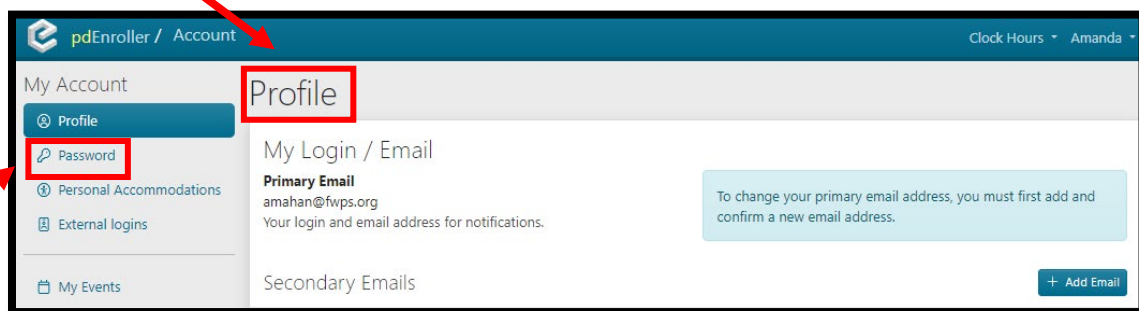 pdEnroller / Account
Clock Hours
Amanda
My Account
Profile
Password
Personal Accommodations
External logins
My Events
Profile
My Login / Email
Primary Email
amahan@fwps.org
Your login and email address for notifications.
To change your primary email address, you must first add and
confirm a new email address.
Secondary Emails
+ Add Email